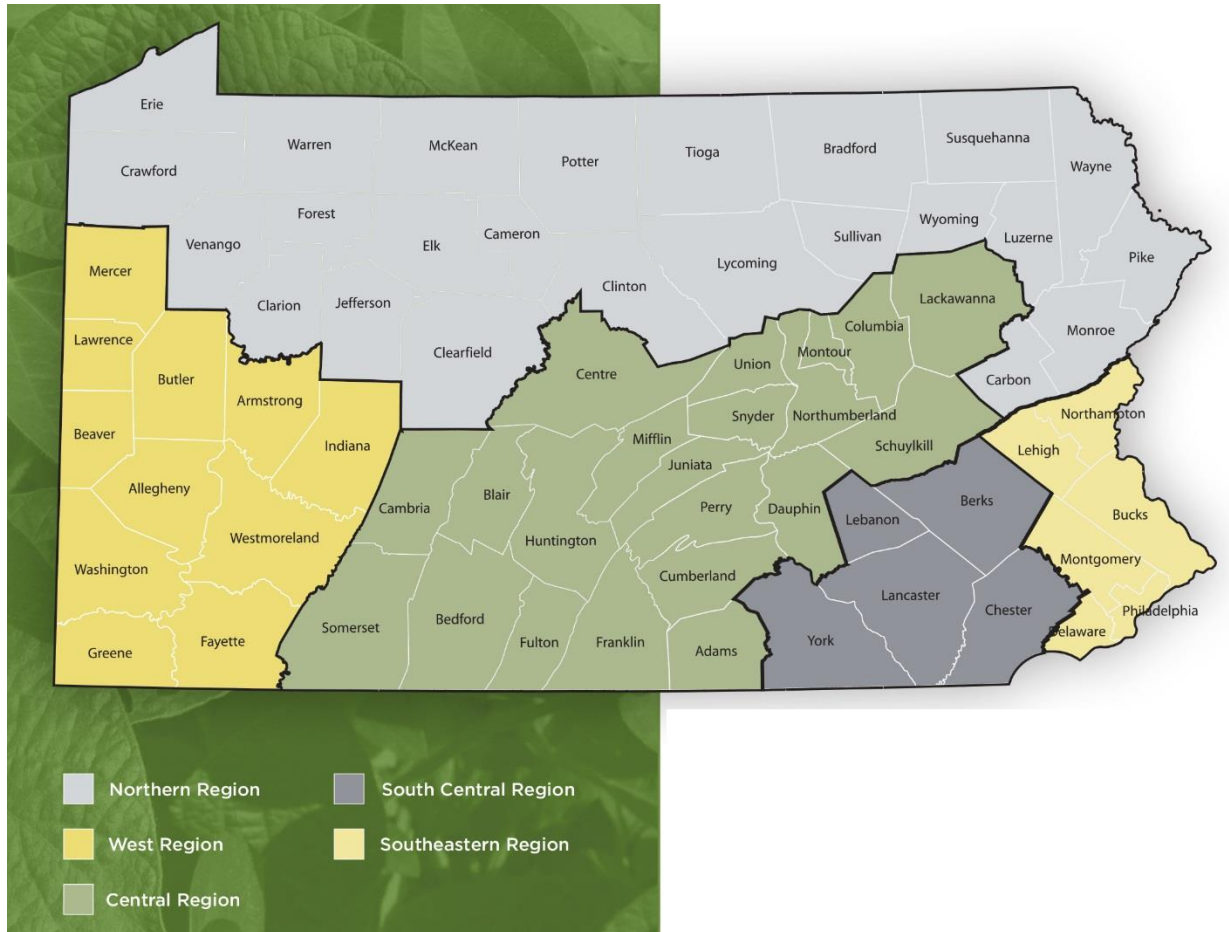 Erie
Warren
McKean
Potter
Tioga
Bradford
Susquehanna
Wayne
Crawford
Forest
Venango
Elk
Cameron
Sullivan
Wyoming
Luzerne
Pike
Mercer
Clarion
Jefferson
Clinton
Lycoming
Lackawanna
Lawrence
Butler
Clearfield
Columbia
Monroe
Armstrong
Centre
Union
Montour
Carbon
Beaver
Indiana
Mifflin
Snyder
Northumberland
Northampton
Allegheny
Juniata
Schuylkill
Lehigh
Cambria
Blair
Perry
Dauphin
Berks
Westmoreland
Huntington
Lebanon
Bucks
Washington
Cumberland
Montgomery
Lancaster
Chester
Philadelphia
Greene
Fayette
Somerset
Bedford
Fulton
Franklin
Adams
York
Delaware
Northern Region
South Central Region
West Region
Southeastern Region
Central Region